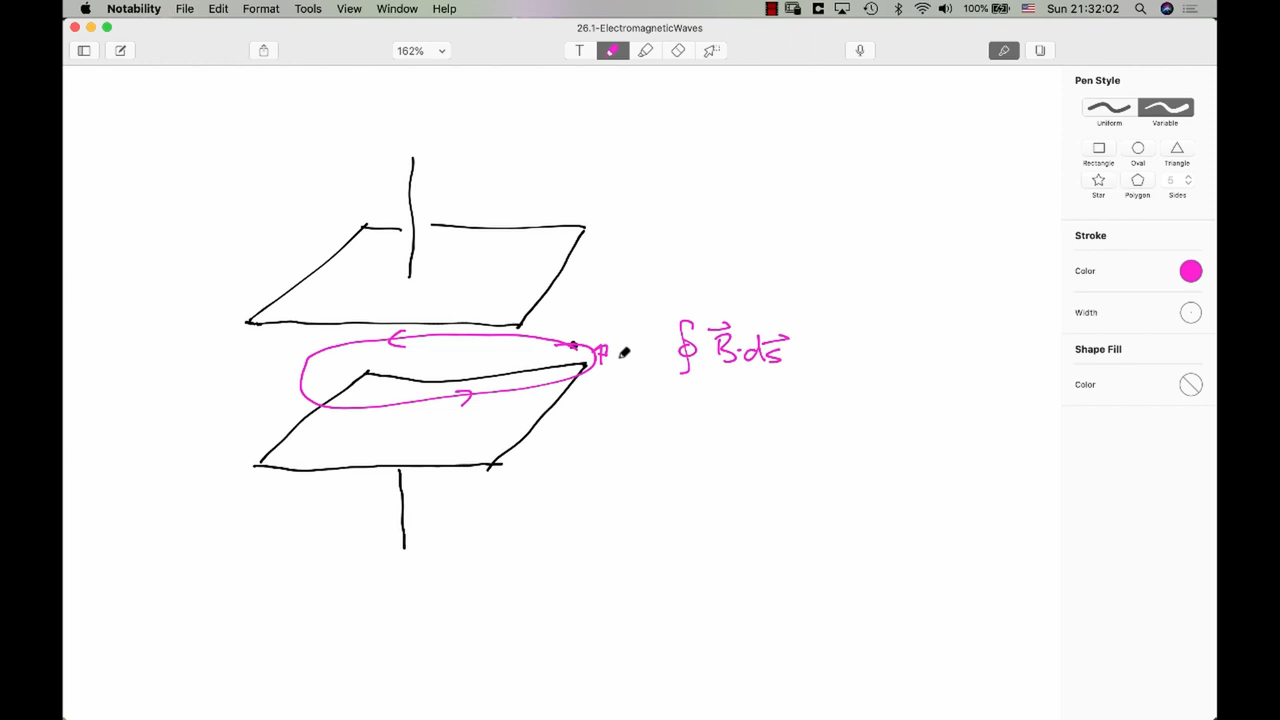 Notability File Edit Format Tools View Window Help 100% Sun 21:32:02
26.1-ElectromagneticWaves
162% T
Pen Style
Uniform Variable
Rectangle Oval Triangle
Star Polygon 5 Sides
Stroke
Color
Width
Shape Fill
Color
∮ B⃗·ds⃗